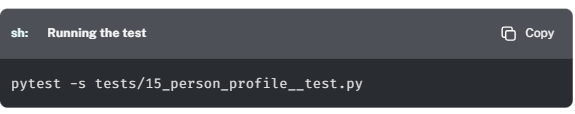 sh: Running the test Copy
pytest -s tests/15_person_profile__test.py